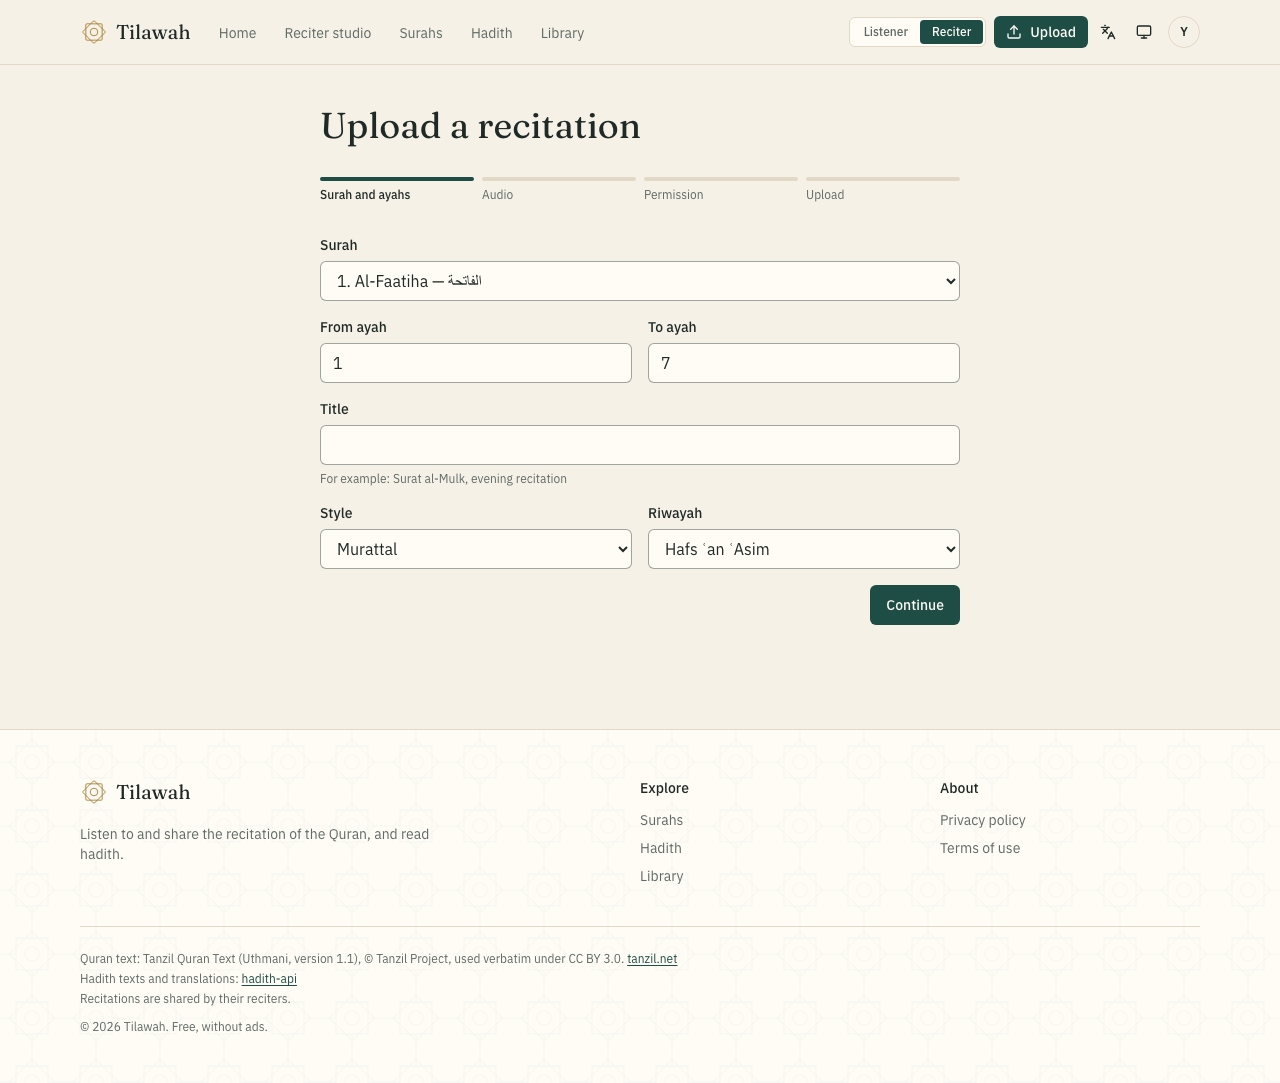 Tilawah
Home
Reciter studio
Surahs
Hadith
Library
Listener
Reciter
Upload
Y
Upload a recitation
Surah and ayahs
Audio
Permission
Upload
Surah
1. Al-Faatiha — الفاتحة
From ayah
To ayah
1
7
Title
For example: Surat al-Mulk, evening recitation
Style
Riwayah
Murattal
Hafs ʿan ʿAsim
Continue
Tilawah
Listen to and share the recitation of the Quran, and read
hadith.
Explore
Surahs
Hadith
Library
About
Privacy policy
Terms of use
Quran text: Tanzil Quran Text (Uthmani, version 1.1), © Tanzil Project, used verbatim under CC BY 3.0. tanzil.net
Hadith texts and translations: hadith-api
Recitations are shared by their reciters.
© 2026 Tilawah. Free, without ads.